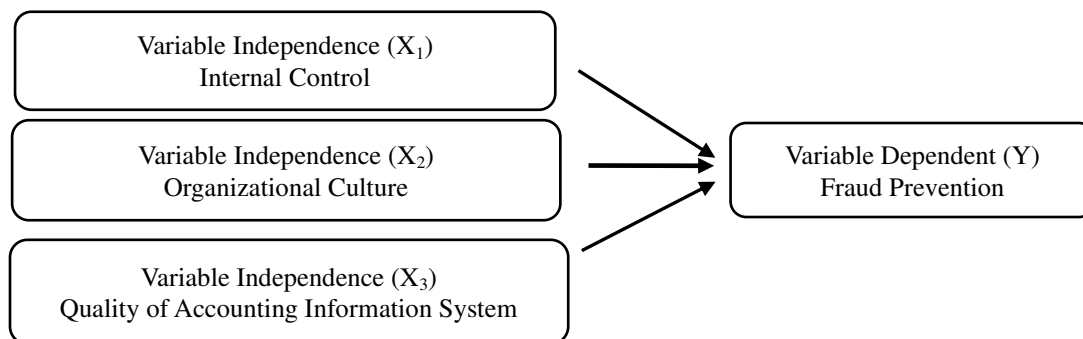 Variable Independence (X₁)
Internal Control
Variable Independence (X₂)
Organizational Culture
Variable Dependent (Y)
Fraud Prevention
Variable Independence (X₃)
Quality of Accounting Information System